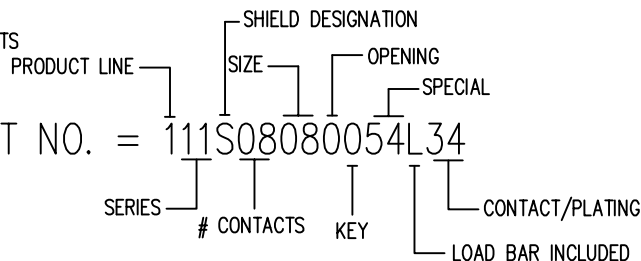 SHIELD DESIGNATION
TS
PRODUCT LINE
SIZE
OPENING
SPECIAL
T NO. = 111S08080054L34
SERIES
# CONTACTS
KEY
CONTACT/PLATING
LOAD BAR INCLUDED